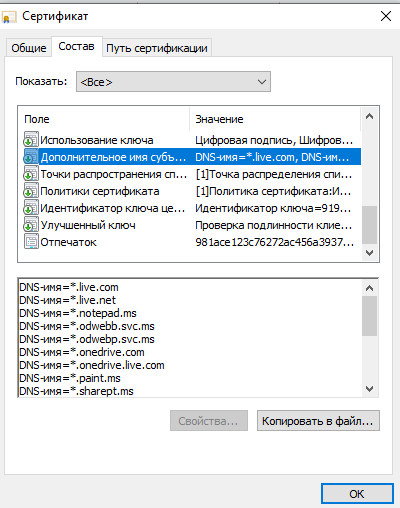 Сертификат
Общие Состав Путь сертификации
Показать: <Все>
Поле Значение
Использование ключа Цифровая подпись, Шифров...
Дополнительное имя субъ... DNS-имя=*.live.com, DNS-им...
Точки распространения сп... [1]Точка распределения спи...
Политики сертификата [1]Политика сертификата:И...
Идентификатор ключа це... Идентификатор ключа=919...
Улучшенный ключ Проверка подлинности клие...
Отпечаток 981ace123c76272ac456a3937...
DNS-имя=*.live.com
DNS-имя=*.live.net
DNS-имя=*.notepad.ms
DNS-имя=*.odwebb.svc.ms
DNS-имя=*.odwebp.svc.ms
DNS-имя=*.onedrive.com
DNS-имя=*.onedrive.live.com
DNS-имя=*.paint.ms
DNS-имя=*.sharept.ms
Свойства... Копировать в файл...
ОК